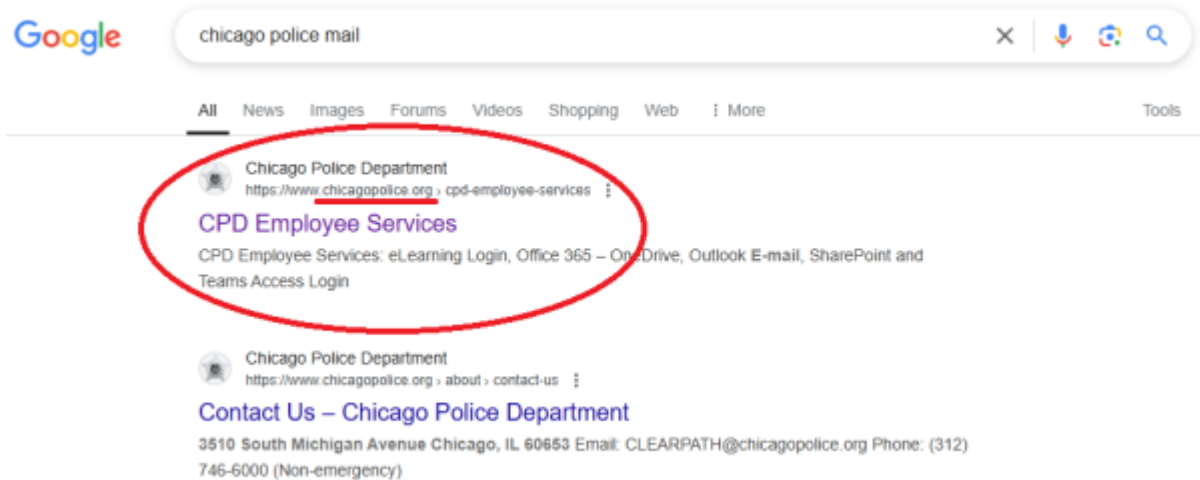 Google
chicago police mail
All News Images Forums Videos Shopping Web More Tools
Chicago Police Department
https://www.chicagopolice.org › cpd-employee-services
CPD Employee Services
CPD Employee Services: eLearning Login, Office 365 – OneDrive, Outlook E-mail, SharePoint and
Teams Access Login
Chicago Police Department
https://www.chicagopolice.org › about › contact-us
Contact Us – Chicago Police Department
3510 South Michigan Avenue Chicago, IL 60653 Email: CLEARPATH@chicagopolice.org Phone: (312)
746-6000 (Non-emergency)